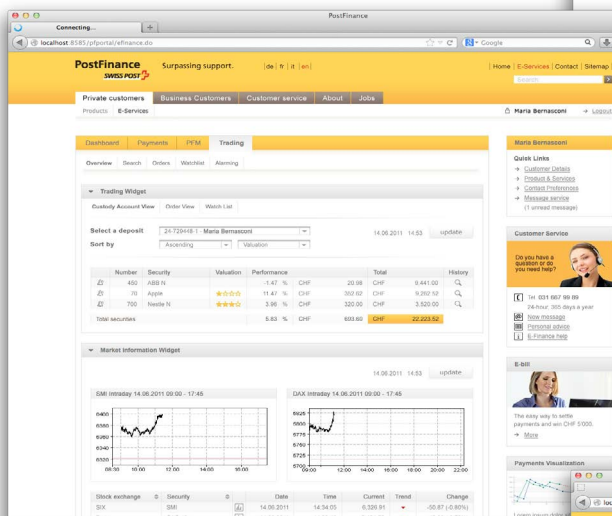 PostFinance
Connecting...
localhost:8585/pfportal/efinance.do
Google
PostFinance
SWISS POST
Surpassing support.
|de| fr | it |en|
| Home | E-Services | Contact | Sitemap |
Search
Private customers Business Customers Customer service About Jobs
Products E-Services
Maria Bernasconi → Logout
Dashboard Payments PFM Trading
Overview Search Orders Watchlist Alarming
Trading Widget
Custody Account View Order View Watch List
Select a deposit 24-729448-1 - Maria Bernasconi 14.06.2011 14:53 update
Sort by Ascending Valuation
Number Security Valuation Performance Total History
450 ABB N -1.47 % CHF 20.98 CHF 9,441.00
70 Apple 11.47 % CHF CHF 9,262.52
700 Nestle N 3.96 % CHF 320.00 CHF 3,520.00
Total securities 5.63 % CHF 693.60 CHF 22,223.52
Market Information Widget
14.06.2011 14:53 update
SMI Intraday 14.06.2011 09:00 - 17:45
6400
6380
6360
6340
6320
08:30 10:00 12:00 14:00 16:00
DAX Intraday 14.06.2011 09:00 - 17:45
5925
5800
5775
5750
5725
5700
09:00 12:00 14:00 16:00 18:00 20:00 22:00
Stock exchange Security Date Time Current Trend Change
SIX SMI 14.06.2011 14:34:05 6,326.91 -50.87 (-0.80%)
Maria Bernasconi
Quick Links
→ Customer Details
→ Product & Services
→ Contact Preferences
→ Message service
(1 unread message)
Customer Service
Do you have a
question or do
you need help?
Tel. 031 667 99 89
24-hour, 365 days a year
New message
Personal advice
E-Finance help
E-bill
The easy way to settle
payments and win CHF 5'000.
→ More
Payments Visualization